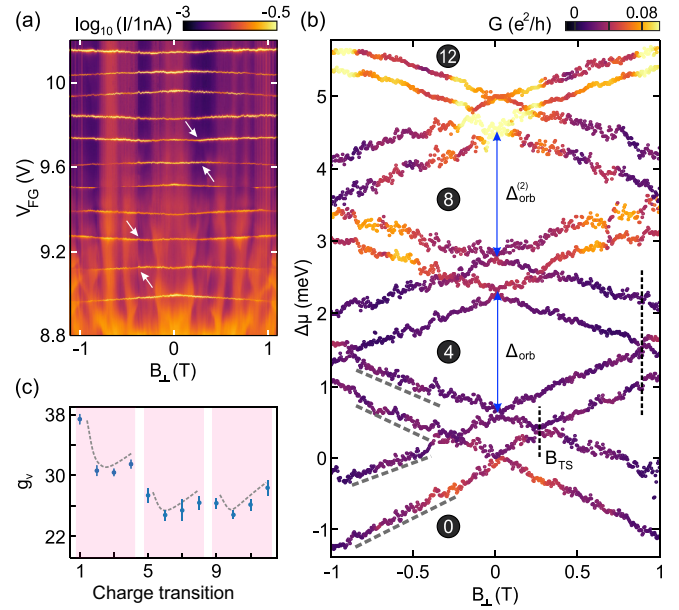 (a)
log₁₀ (I/1nA)
-3
-0.5
10
9.6
9.2
8.8
V_FG (V)
-1
0
1
B⊥(T)
(c)
38
30
22
g_v
1
5
9
Charge transition
(b)
G (e²/h)
0
0.08
5
4
3
2
1
0
-1
Δμ (meV)
12
8
4
0
Δ_orb^(2)
Δ_orb
B_TS
-1
-0.5
0
0.5
1
B⊥(T)